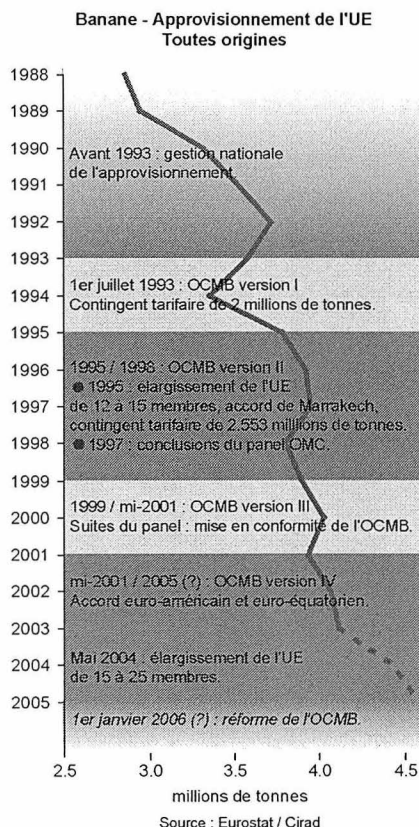 Banane - Approvisionnement de l'UE
Toutes origines
1988
1989
1990
1991
1992
1993
1994
1995
1996
1997
1998
1999
2000
2001
2002
2003
2004
2005
Avant 1993 : gestion nationale
de l'approvisionnement
1er juillet 1993 : OCMB version I
Contingent tarifaire de 2 millions de tonnes.
1995 / 1998 : OCMB version II
● 1995 : elargissement de l'UE
de 12 à 15 membres, accord de Marrakech,
contingent tarifaire de 2,553 millions de tonnes.
● 1997 : conclusions du panel OMC.
1999 / mi-2001 : OCMB version III
Suites du panel : mise en conformité de l'OCMB.
mi-2001 / 2005 (?) : OCMB version IV
Accord euro-américain et euro-équatorien.
Mai 2004 : élargissement de l'UE
de 15 à 25 membres.
1er janvier 2006 (?) : réforme de l'OCMB.
2.5 3.0 3.5 4.0 4.5
millions de tonnes
Source : Eurostat / Cirad